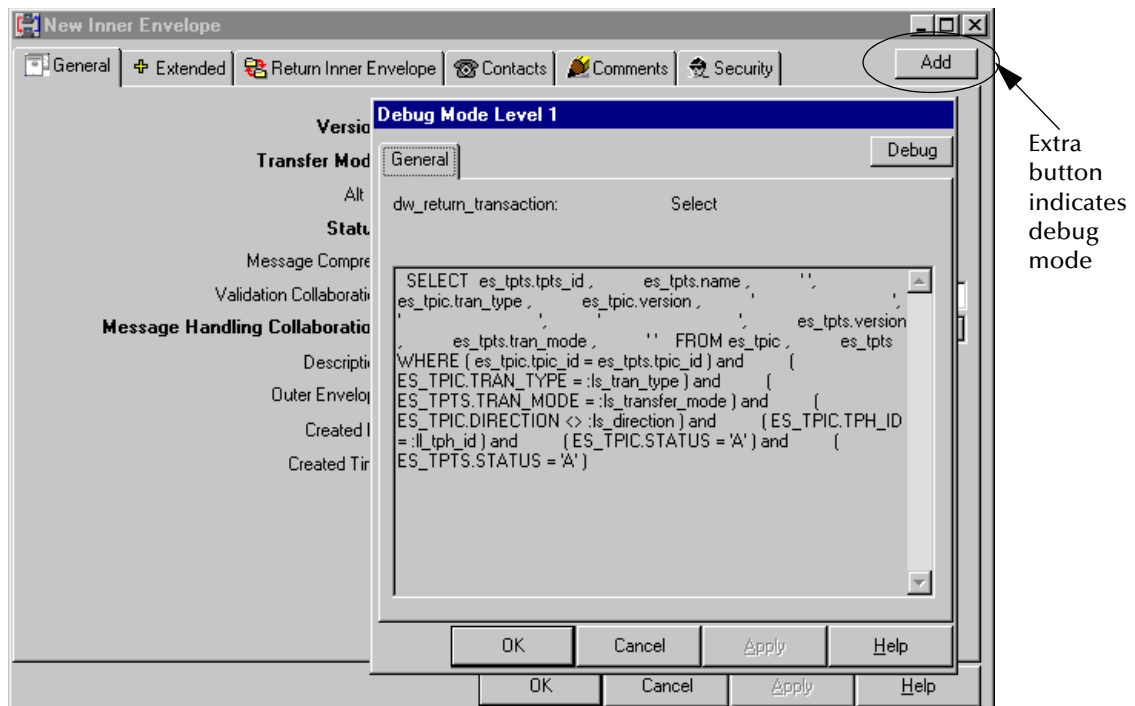 New Inner Envelope
General Extended Return Inner Envelope Contacts Comments Security Add
Debug Mode Level 1
General Debug
dw_return_transaction: Select
SELECT es_tpts.tpts_id , es_tpts.name , ' ',
es_tpic.tran_type , es_tpic.version , ' ',
' ', ' ', es_tpts.version
, es_tpts.tran_mode , ' ' FROM es_tpic , es_tpts
WHERE ( es_tpic.tpic_id = es_tpts.tpic_id ) and (
ES_TPIC.TRAN_TYPE = :ls_tran_type ) and (
ES_TPTS.TRAN_MODE = :ls_transfer_mode ) and (
ES_TPIC.DIRECTION <> :ls_direction ) and ( ES_TPIC.TPH_ID
= :ll_tph_id ) and ( ES_TPIC.STATUS = 'A' ) and (
ES_TPTS.STATUS = 'A' )
OK Cancel Apply Help
Versio
Transfer Mod
Alt
Statu
Message Compre
Validation Collaborati
Message Handling Collaboratio
Descripti
Outer Envelo
Created
Created Tir
OK Cancel Apply Help
Extra
button
indicates
debug
mode